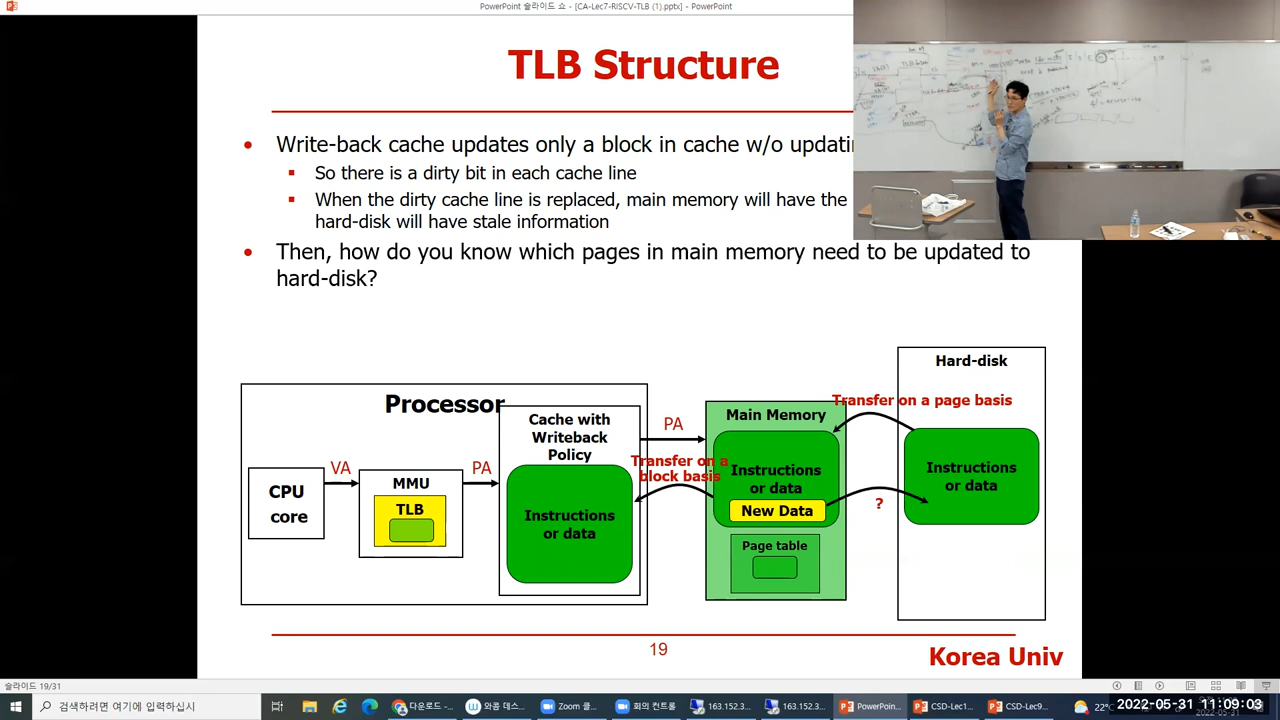 PowerPoint 슬라이드 쇼 - [CA-Lec7-RISCV-TLB (1).pptx] - PowerPoint
TLB Structure
• Write-back cache updates only a block in cache w/o
▪ So there is a dirty bit in each cache line
▪ When the dirty cache line is replaced, main memory will have the
hard-disk will have stale information
• Then, how do you know which pages in main memory need to be updated to
hard-disk?
Hard-disk
Processor
Transfer on a page basis
Main Memory
Cache with
Writeback
Policy
PA
Transfer on a
block basis
Instructions
or data
Instructions
or data
VA
PA
MMU
CPU
core
TLB
New Data
?
Instructions
or data
Page table
19
Korea Univ
슬라이드 19/31
검색하려면 여기에 입력하십시
다운로드 -...
와콤 데스...
Zoom 클...
회의 컨트롤
163.152.3...
163.152.3...
PowerPoin...
CSD-Lec1...
CSD-Lec9...
22°C
2022-05-31 11:09:03
2022-05-31